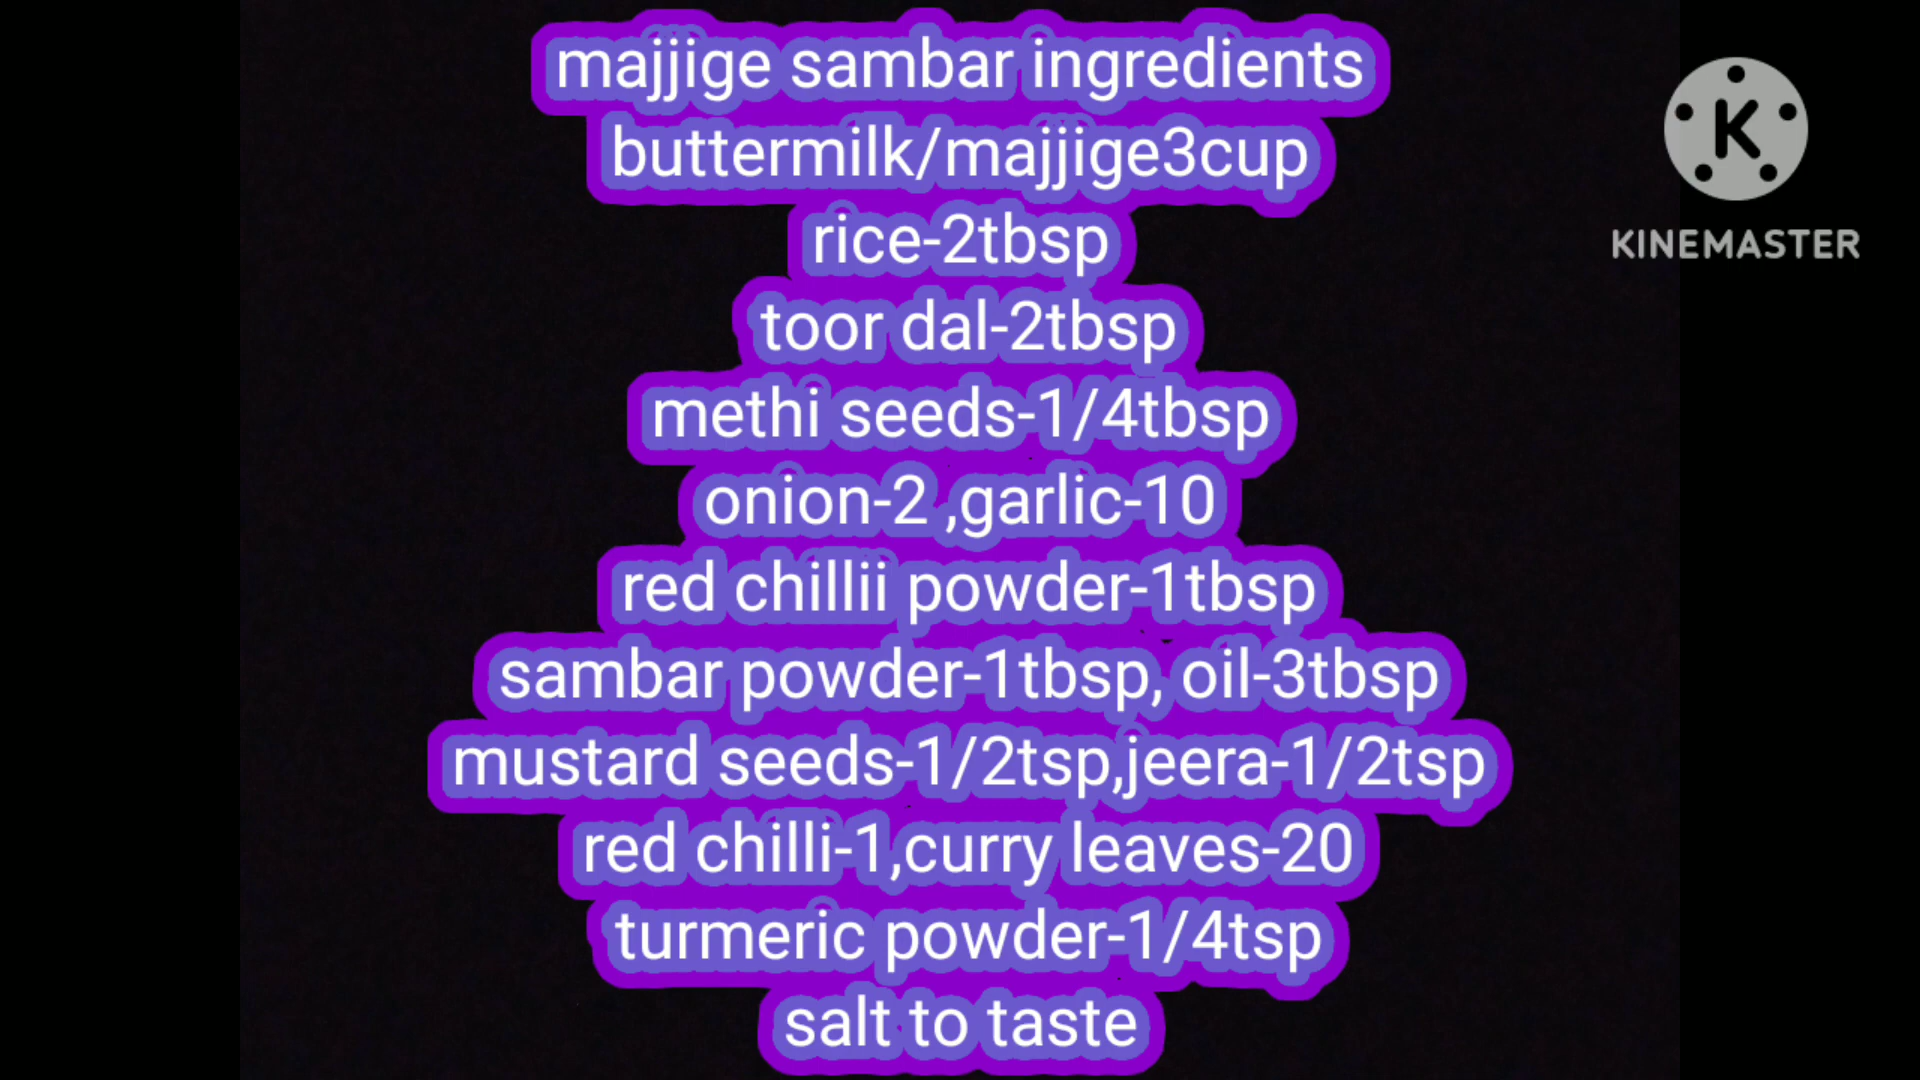 majjige sambar ingredients
buttermilk/majjige3cup
rice-2tbsp
toor dal-2tbsp
methi seeds-1/4tbsp
onion-2 ,garlic-10
red chillii powder-1tbsp
sambar powder-1tbsp, oil-3tbsp
mustard seeds-1/2tsp,jeera-1/2tsp
red chilli-1,curry leaves-20
turmeric powder-1/4tsp
salt to taste
K
KINEMASTER